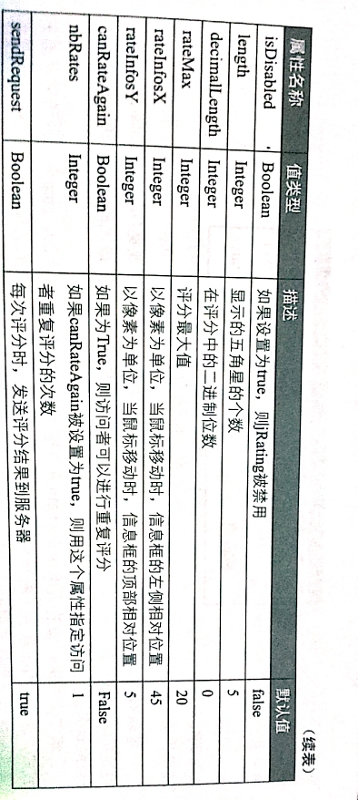 （续表）
属性名称 值类型 描述 默认值
isDisabled Boolean 如果设置为true，则jRating被禁用 false
length Integer 显示的五角星的个数 5
decimalLength Integer 在评分中的二进制位数 0
rateMax Integer 评分最大值 20
rateInfosX Integer 以像素为单位，当鼠标移动时，信息框的左侧相对位置 45
rateInfosY Integer 以像素为单位，当鼠标移动时，信息框的顶部相对位置 5
canRateAgain Boolean 如果为True，则访问者可以进行重复评分 False
nbRates Integer 如果canRateAgain被设置为true，则用这个属性指定访问 1
者重复评分的次数
sendRequest Boolean 每次评分时，发送评分结果到服务器 true